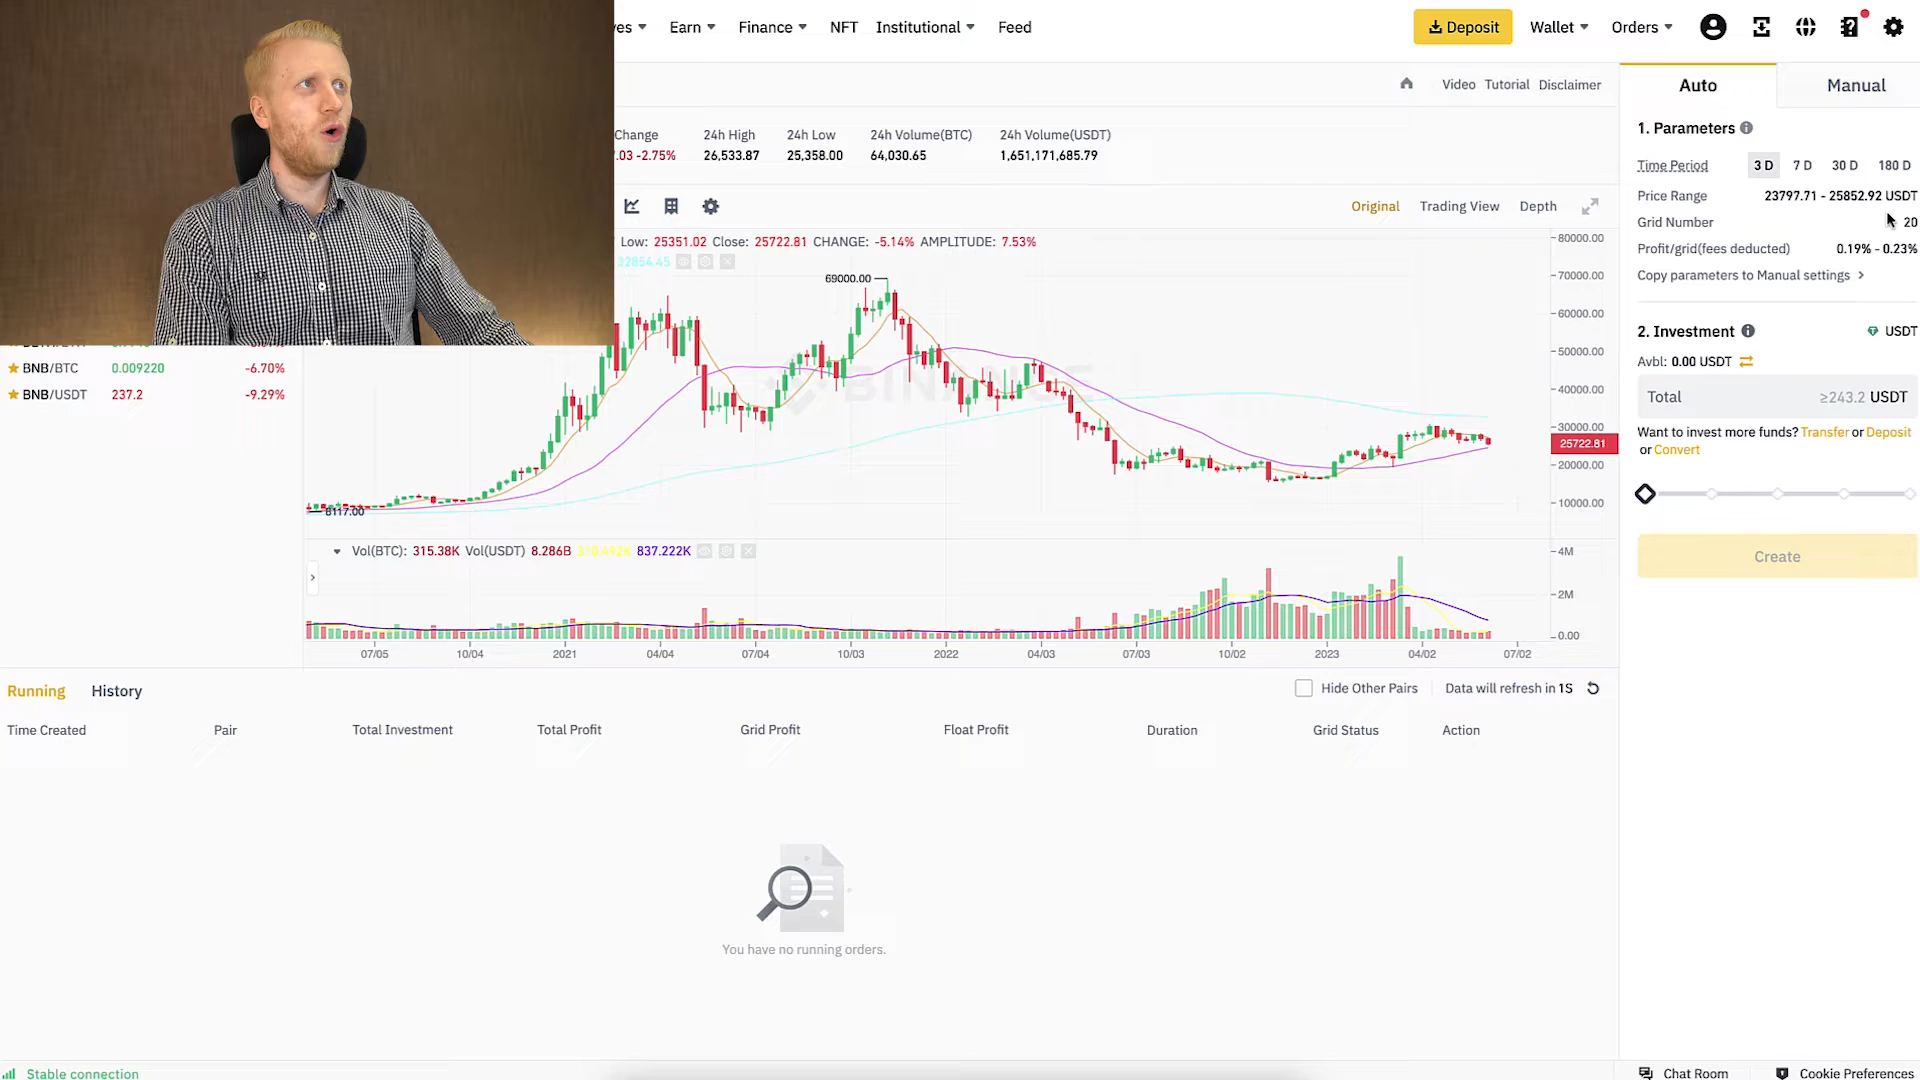 Earn
Finance
NFT
Institutional
Feed
Deposit
Wallet
Orders
Video Tutorial Disclaimer
Auto
Manual
Change
.03 -2.75%
24h High
26,533.87
24h Low
25,358.00
24h Volume(BTC)
64,030.65
24h Volume(USDT)
1,651,171,685.79
1. Parameters
Time Period 3 D 7 D 30 D 180 D
Price Range 23797.71 - 25852.92 USDT
Grid Number 20
Profit/grid(fees deducted) 0.19% - 0.23%
Copy parameters to Manual settings
2. Investment USDT
Avbl: 0.00 USDT
Total ≥243.2 USDT
Want to invest more funds? Transfer or Deposit
or Convert
Create
Original Trading View Depth
Low: 25351.02 Close: 25722.81 CHANGE: -5.14% AMPLITUDE: 7.53%
32854.45
69000.00
BINANCE
8117.00
80000.00
70000.00
60000.00
50000.00
40000.00
30000.00
25722.81
20000.00
10000.00
BNB/BTC 0.009220 -6.70%
BNB/USDT 237.2 -9.29%
Vol(BTC): 315.38K Vol(USDT) 8.286B 837.222K
4M
2M
0.00
07/05 10/04 2021 04/04 07/04 10/03 2022 04/03 07/03 10/02 2023 04/02 07/02
Running History
Hide Other Pairs Data will refresh in 1S
Time Created Pair Total Investment Total Profit Grid Profit Float Profit Duration Grid Status Action
You have no running orders.
Stable connection
Chat Room
Cookie Preferences